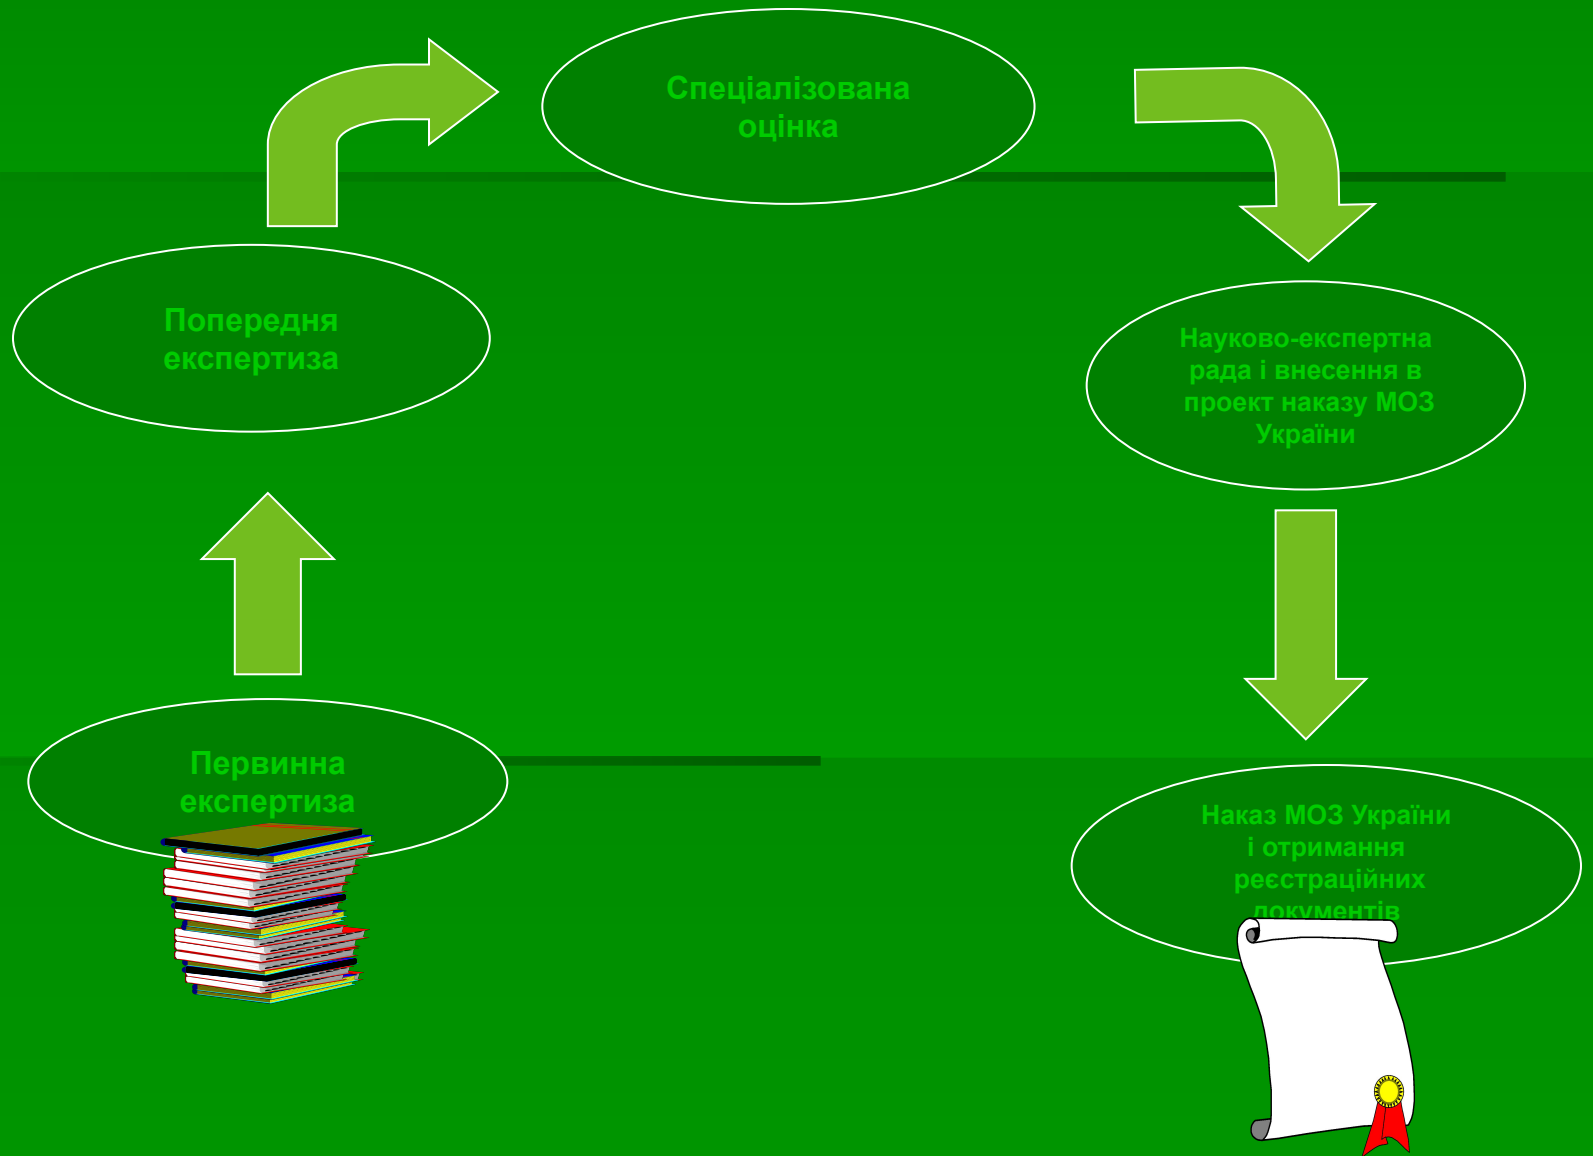 Спеціалізована
оцінка
Попередня
експертиза
Науково-експертна
рада і внесення в
проект наказу МОЗ
України
Первинна
експертиза
Наказ МОЗ України
і отримання
реєстраційних
документів